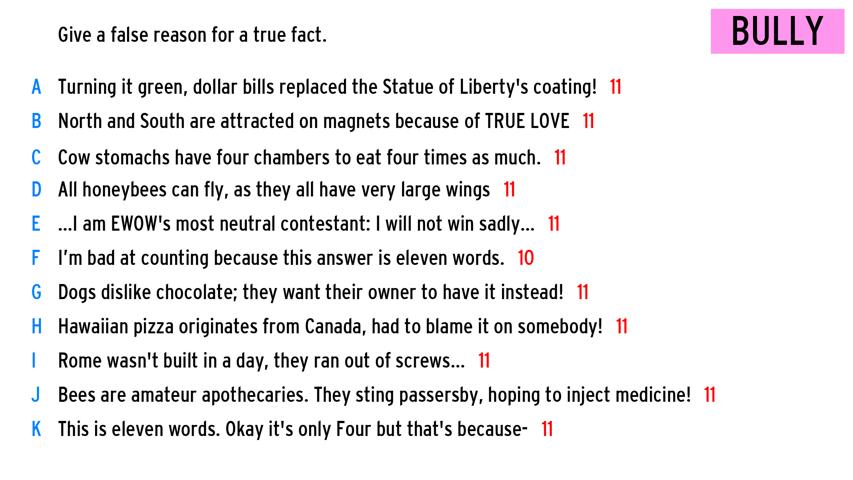 Give a false reason for a true fact.
BULLY
A Turning it green, dollar bills replaced the Statue of Liberty's coating! 11
B North and South are attracted on magnets because of TRUE LOVE 11
C Cow stomachs have four chambers to eat four times as much. 11
D All honeybees can fly, as they all have very large wings 11
E ...I am EWOW's most neutral contestant: I will not win sadly... 11
F I'm bad at counting because this answer is eleven words. 10
G Dogs dislike chocolate; they want their owner to have it instead! 11
H Hawaiian pizza originates from Canada, had to blame it on somebody! 11
I Rome wasn't built in a day, they ran out of screws... 11
J Bees are amateur apothecaries. They sting passersby, hoping to inject medicine! 11
K This is eleven words. Okay it's only Four but that's because- 11